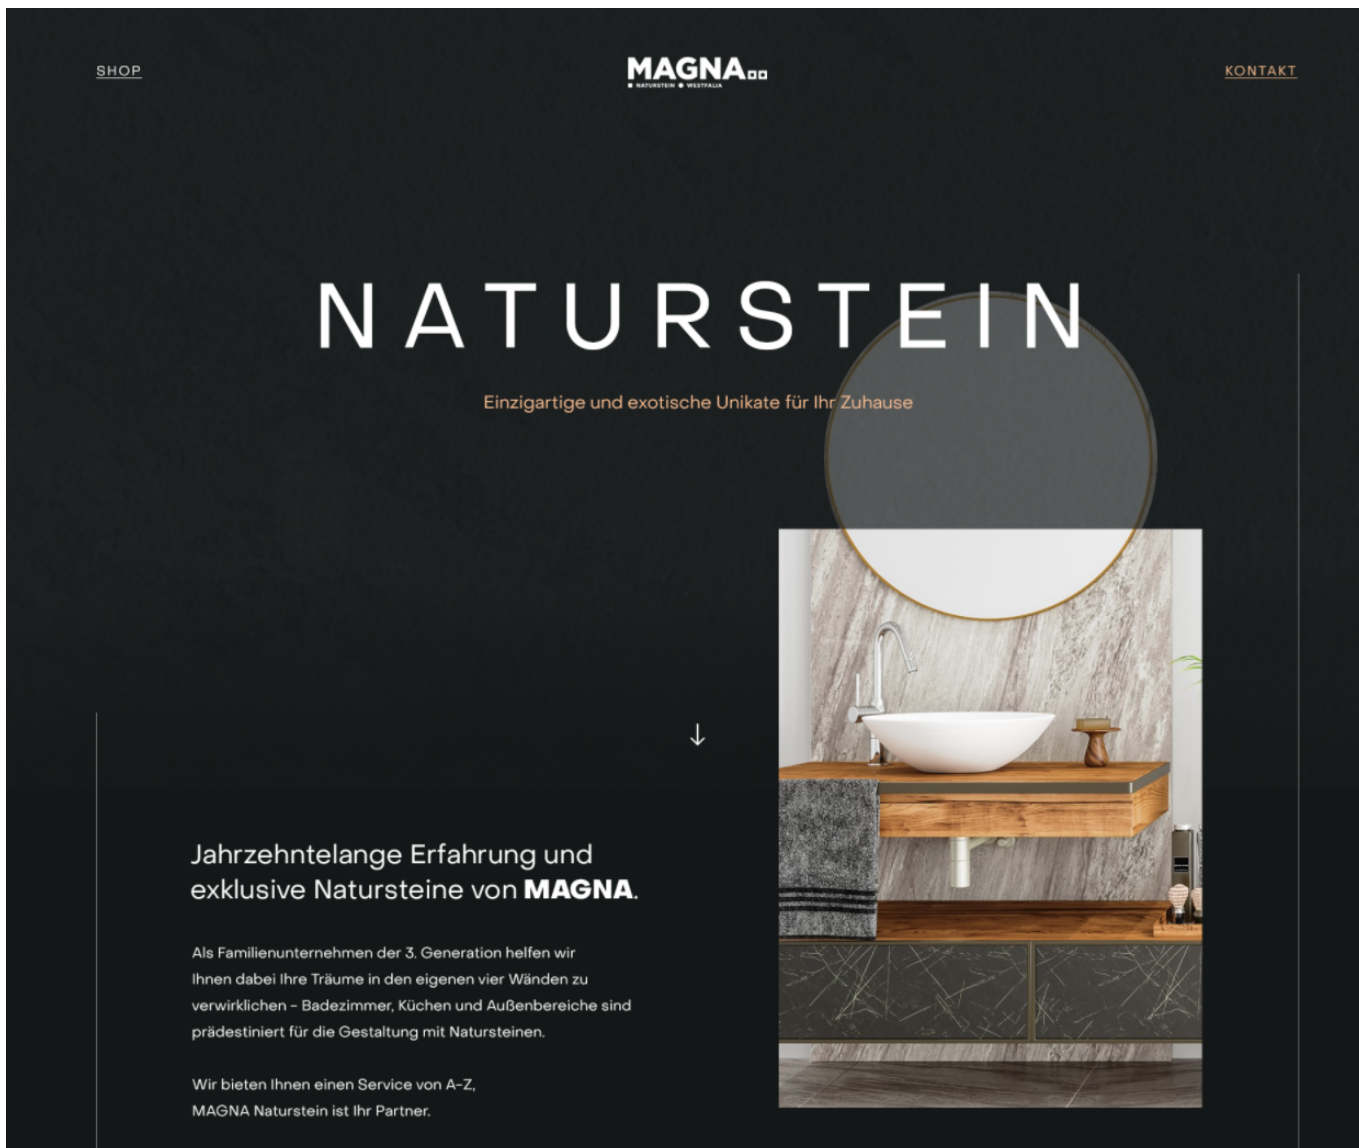 SHOP
MAGNA
NATURSTEIN WESTFALIA
KONTAKT
NATURSTEIN
Einzigartige und exotische Unikate für Ihr Zuhause
Jahrzehntelange Erfahrung und
exklusive Natursteine von MAGNA.
Als Familienunternehmen der 3. Generation helfen wir
Ihnen dabei Ihre Träume in den eigenen vier Wänden zu
verwirklichen – Badezimmer, Küchen und Außenbereiche sind
prädestiniert für die Gestaltung mit Natursteinen.
Wir bieten Ihnen einen Service von A-Z,
MAGNA Naturstein ist Ihr Partner.